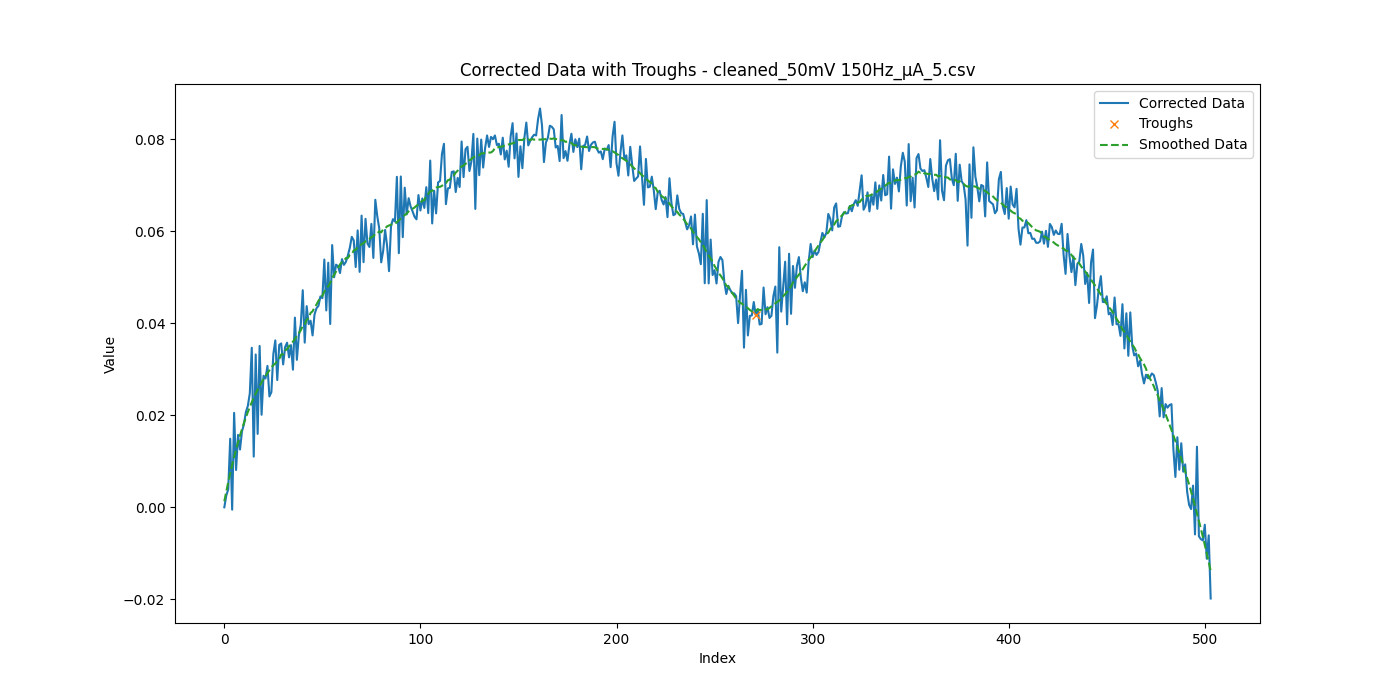 Corrected Data with Troughs - cleaned_50mV 150Hz_µA_5.csv
Corrected Data
Troughs
Smoothed Data
Value
0.08
0.06
0.04
0.02
0.00
−0.02
0 100 200 300 400 500
Index